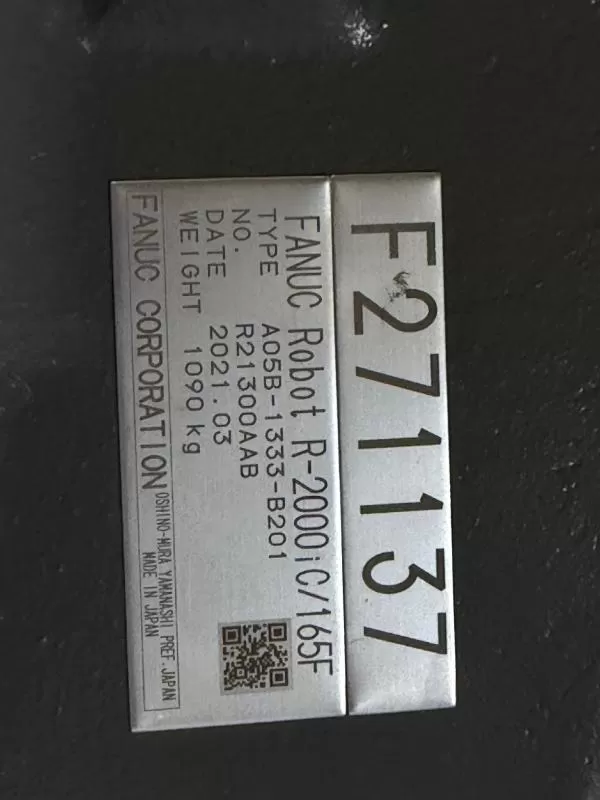 F271137
FANUC Robot R-2000iC/165F
TYPE A05B-1333-B201
NO. R21300AAB
DATE 2021.03
WEIGHT 1090 kg
FANUC CORPORATION OSHINO-MURA YAMANASHI PREF. JAPAN
MADE IN JAPAN